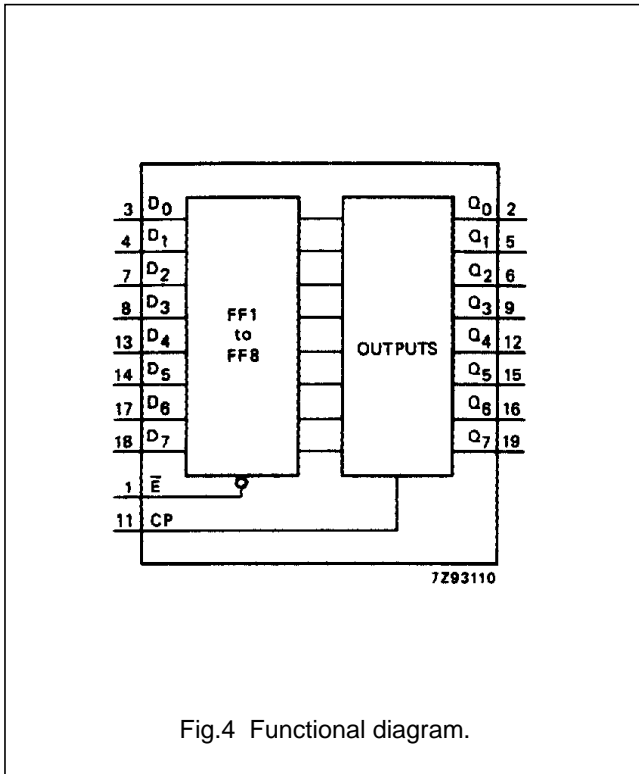 3 D0 Q0 2
4 D1 Q1 5
7 D2 Q2 6
8 D3 FF1 Q3 9
13 D4 to OUTPUTS Q4 12
14 D5 FF8 Q5 15
17 D6 Q6 16
18 D7 Q7 19
1 E̅
11 CP
7Z93110
Fig.4 Functional diagram.